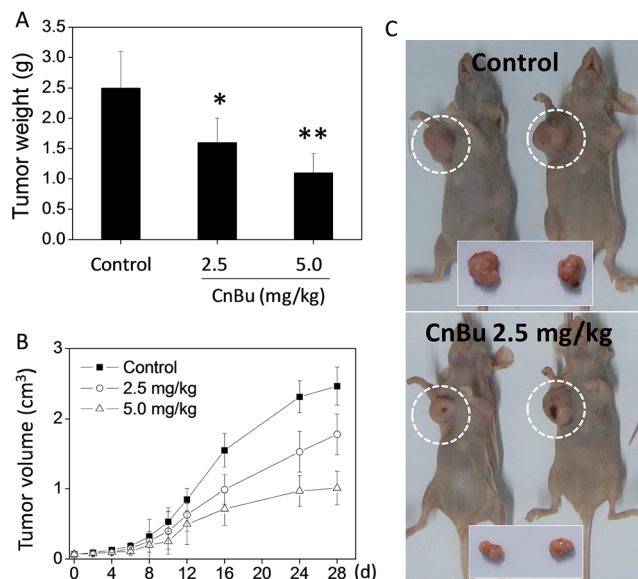 A
Tumor weight (g)
3.5
3.0
2.5
2.0
1.5
1.0
0.5
0.0
*
**
Control
2.5
5.0
CnBu (mg/kg)
B
Tumor volume (cm³)
3
2
1
0
Control
2.5 mg/kg
5.0 mg/kg
0 4 8 12 16 20 24 28 (d)
C
Control
CnBu 2.5 mg/kg